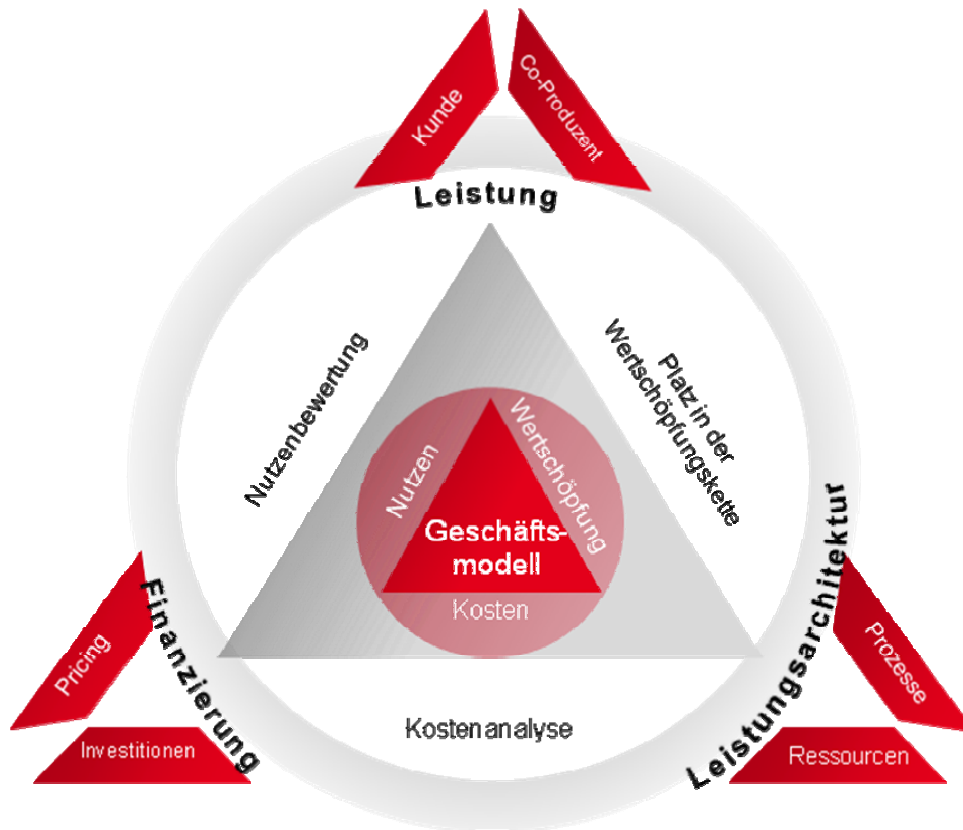 Kunde
Co-Produzent
Leistung
Nutzenbewertung
Platz in der
Wertschöpfungskette
Nutzen
Wertschöpfung
Geschäfts-
modell
Kosten
Finanzierung
Leistungsarchitektur
Pricing
Investitionen
Kostenanalyse
Prozesse
Ressourcen